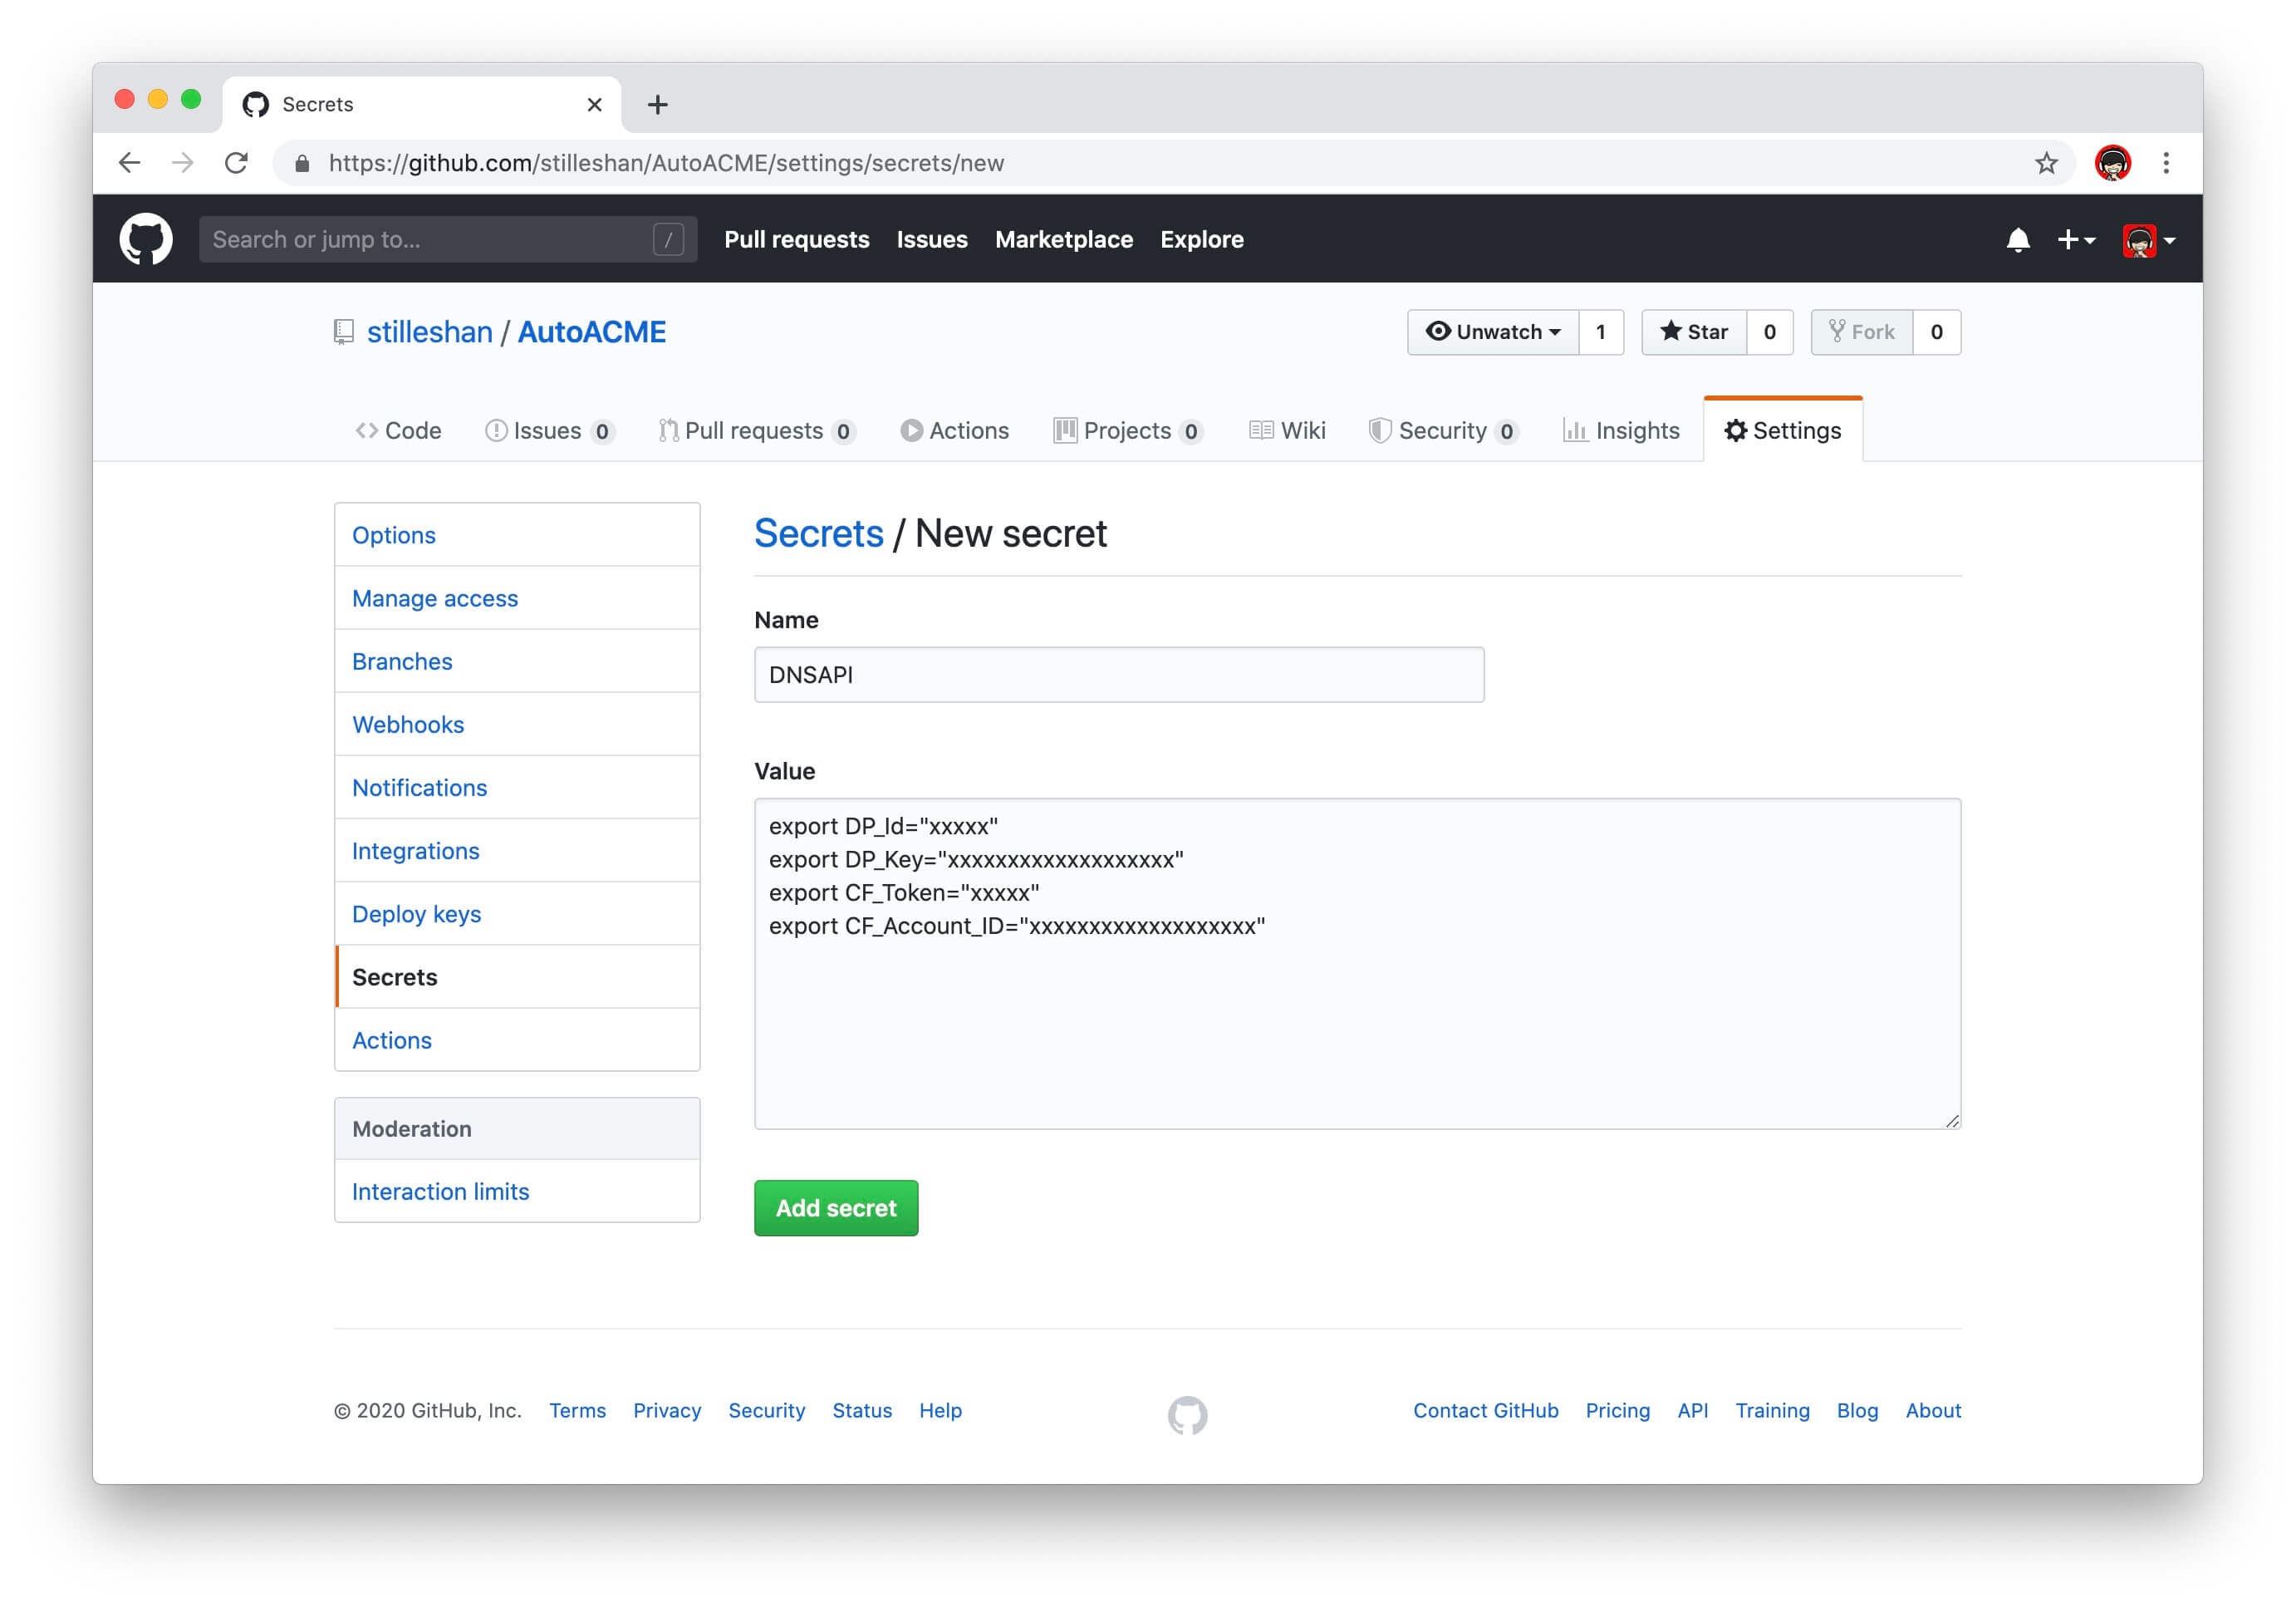 Secrets
https://github.com/stilleshan/AutoACME/settings/secrets/new
Search or jump to... /
Pull requests Issues Marketplace Explore
stilleshan / AutoACME
Unwatch 1 Star 0 Fork 0
Code Issues 0 Pull requests 0 Actions Projects 0 Wiki Security 0 Insights Settings
Options
Manage access
Branches
Webhooks
Notifications
Integrations
Deploy keys
Secrets
Actions
Moderation
Interaction limits
Secrets / New secret
Name
DNSAPI
Value
export DP_Id="xxxxx"
export DP_Key="xxxxxxxxxxxxxxxxxxx"
export CF_Token="xxxxx"
export CF_Account_ID="xxxxxxxxxxxxxxxxxxx"
Add secret
© 2020 GitHub, Inc. Terms Privacy Security Status Help
Contact GitHub Pricing API Training Blog About